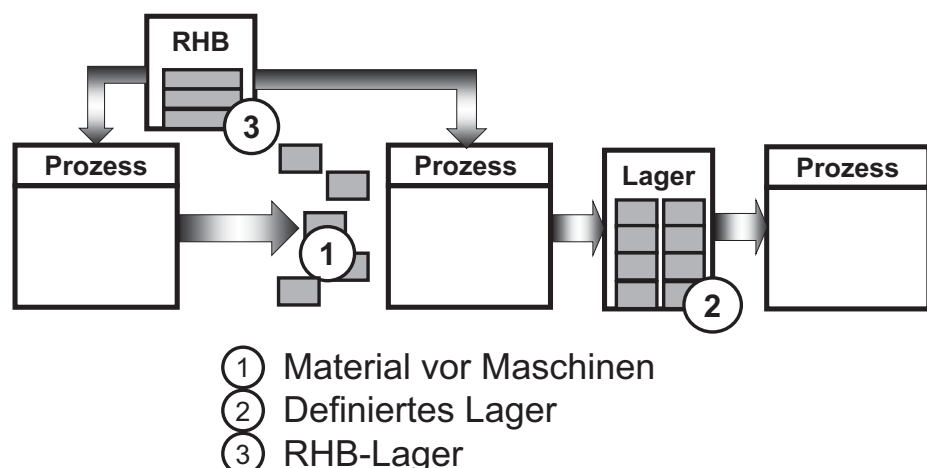 RHB
3
Prozess
Prozess
Lager
Prozess
1
2
1 Material vor Maschinen
2 Definiertes Lager
3 RHB-Lager